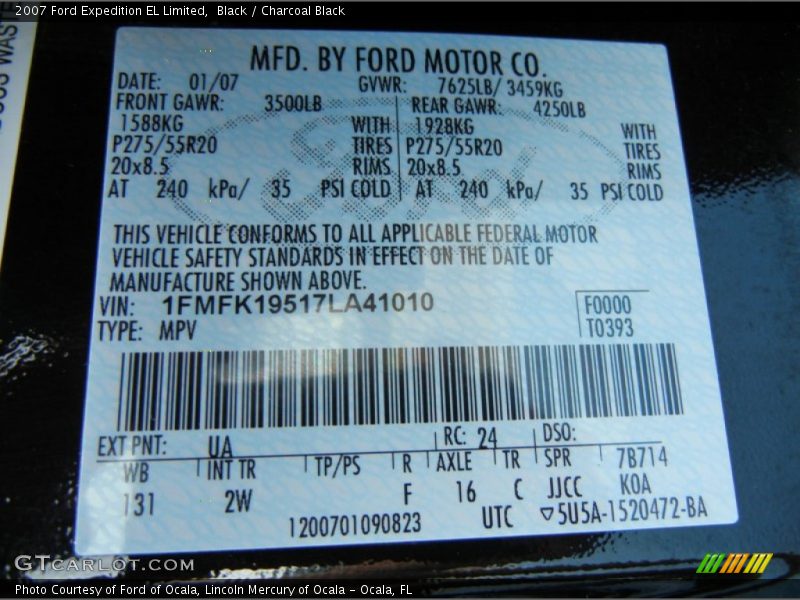 2007 Ford Expedition EL Limited,  Black / Charcoal Black
MFD. BY FORD MOTOR CO.
DATE: 01/07 GVWR: 7625LB/ 3459KG
FRONT GAWR: 3500LB REAR GAWR: 4250LB
1588KG WITH 1928KG WITH
P275/55R20 TIRES P275/55R20 TIRES
20x8.5 RIMS 20x8.5 RIMS
AT 240 kPa/ 35 PSI COLD AT 240 kPa/ 35 PSI COLD
THIS VEHICLE CONFORMS TO ALL APPLICABLE FEDERAL MOTOR
VEHICLE SAFETY STANDARDS IN EFFECT ON THE DATE OF
MANUFACTURE SHOWN ABOVE.
VIN: 1FMFK19517LA41010 F0000
TYPE: MPV T0393
EXT PNT: UA RC: 24 DSO:
WB INT TR TP/PS R AXLE TR SPR 7B714
131 2W F 16 C JJCC KOA
1200701090823 UTC ▽5U5A-1520472-BA
GTCARLOT.COM
Photo Courtesy of Ford of Ocala, Lincoln Mercury of Ocala – Ocala, FL